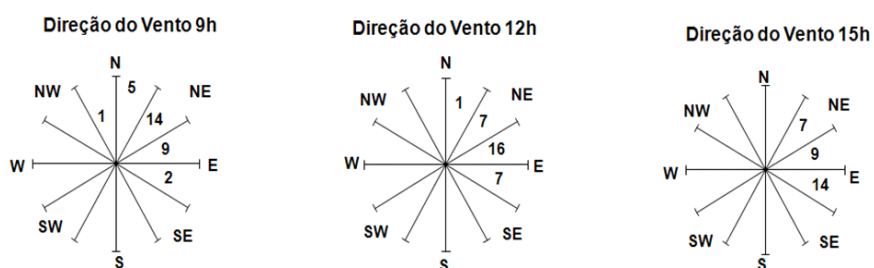 Direção do Vento 9h
N
5
NW
NE
1
14
9
W
E
2
SW
SE
S
Direção do Vento 12h
N
NW
1
NE
7
16
W
E
7
SW
SE
S
Direção do Vento 15h
N
NW
NE
7
9
W
E
14
SW
SE
S